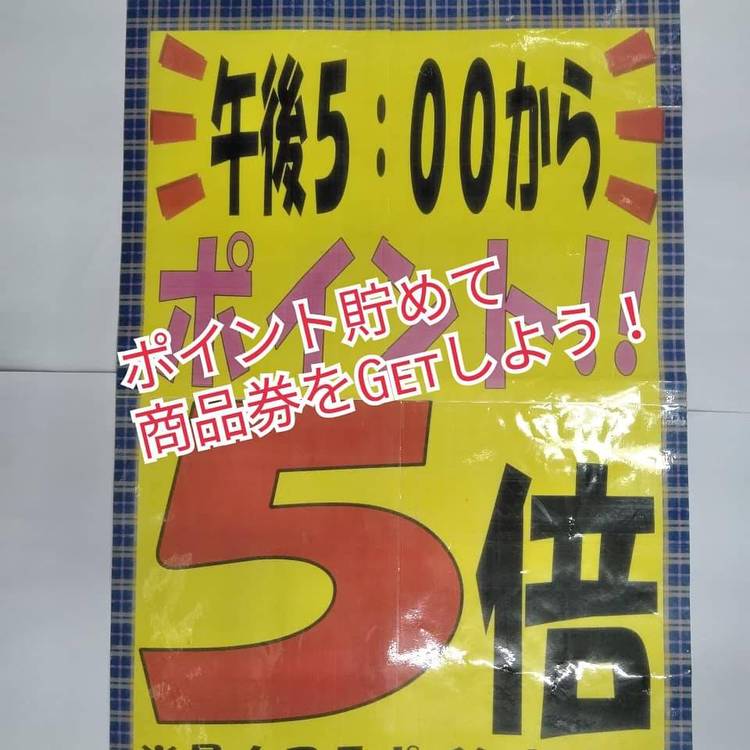 午後5:00から
ポイント!!
ポイント貯めて
商品券をGETしよう!
5倍